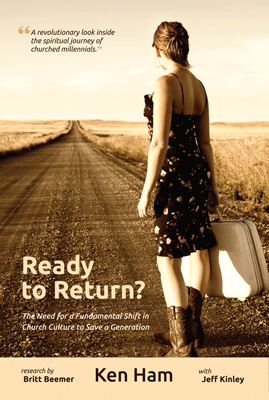 “A revolutionary look inside
the spiritual journey of
churched millennials.”
Ready
to Return?
The Need for a Fundamental Shift in
Church Culture to Save a Generation
research by
Britt Beemer
Ken Ham
with
Jeff Kinley